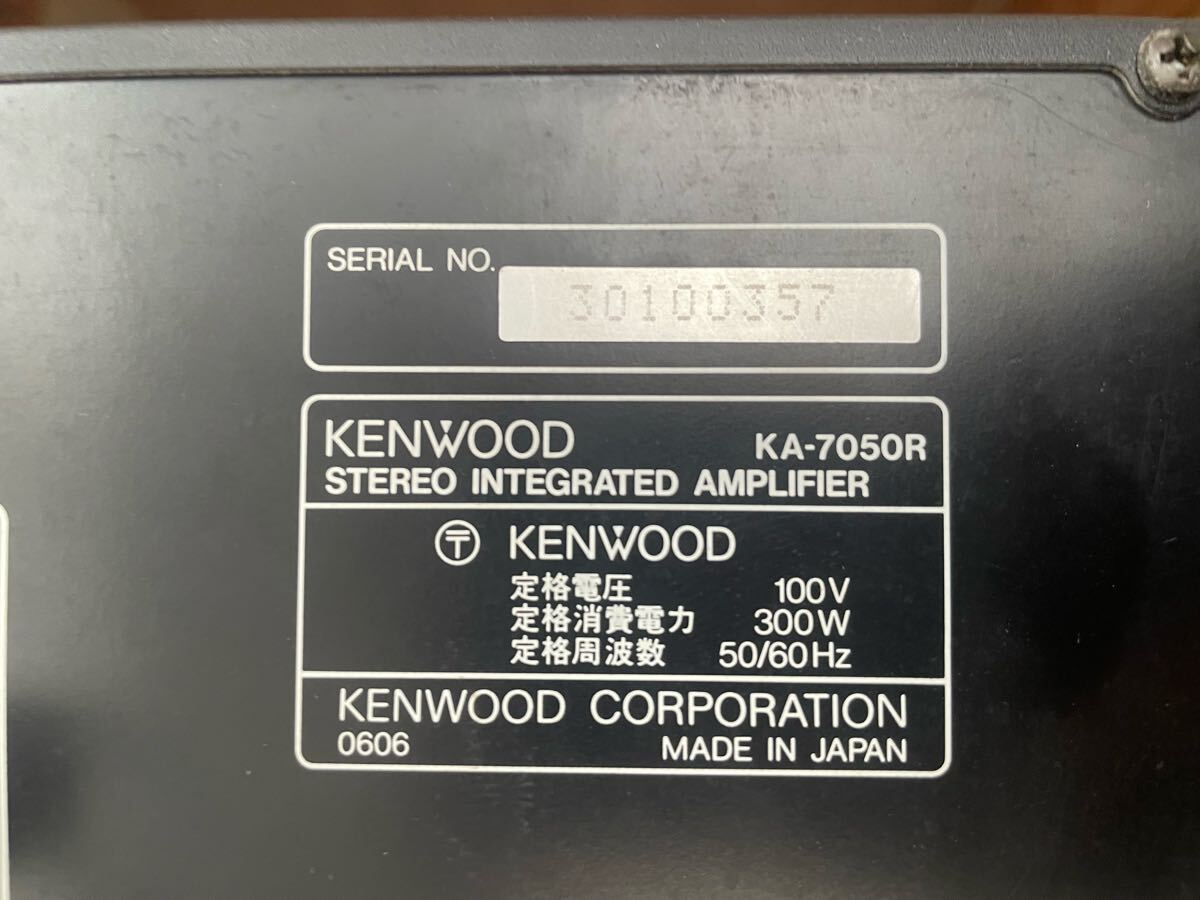 SERIAL NO.
30100357
KENWOOD KA-7050R
STEREO INTEGRATED AMPLIFIER
〶 KENWOOD
定格電圧 100V
定格消費電力 300W
定格周波数 50/60Hz
KENWOOD CORPORATION
0606 MADE IN JAPAN